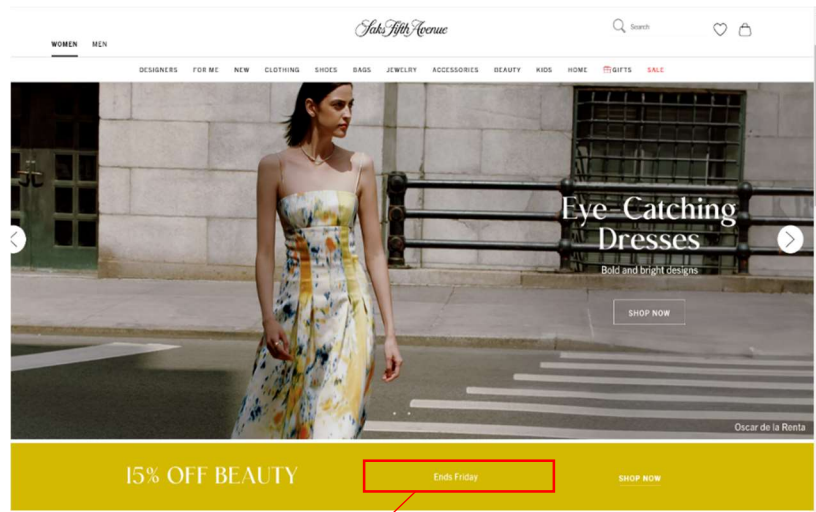 Saks Fifth Avenue
Search
WOMEN MEN
DESIGNERS FOR ME NEW CLOTHING SHOES BAGS JEWELRY ACCESSORIES BEAUTY KIDS HOME GIFTS SALE
Eye-Catching
Dresses
Bold and bright designs
SHOP NOW
Oscar de la Renta
15% OFF BEAUTY Ends Friday SHOP NOW